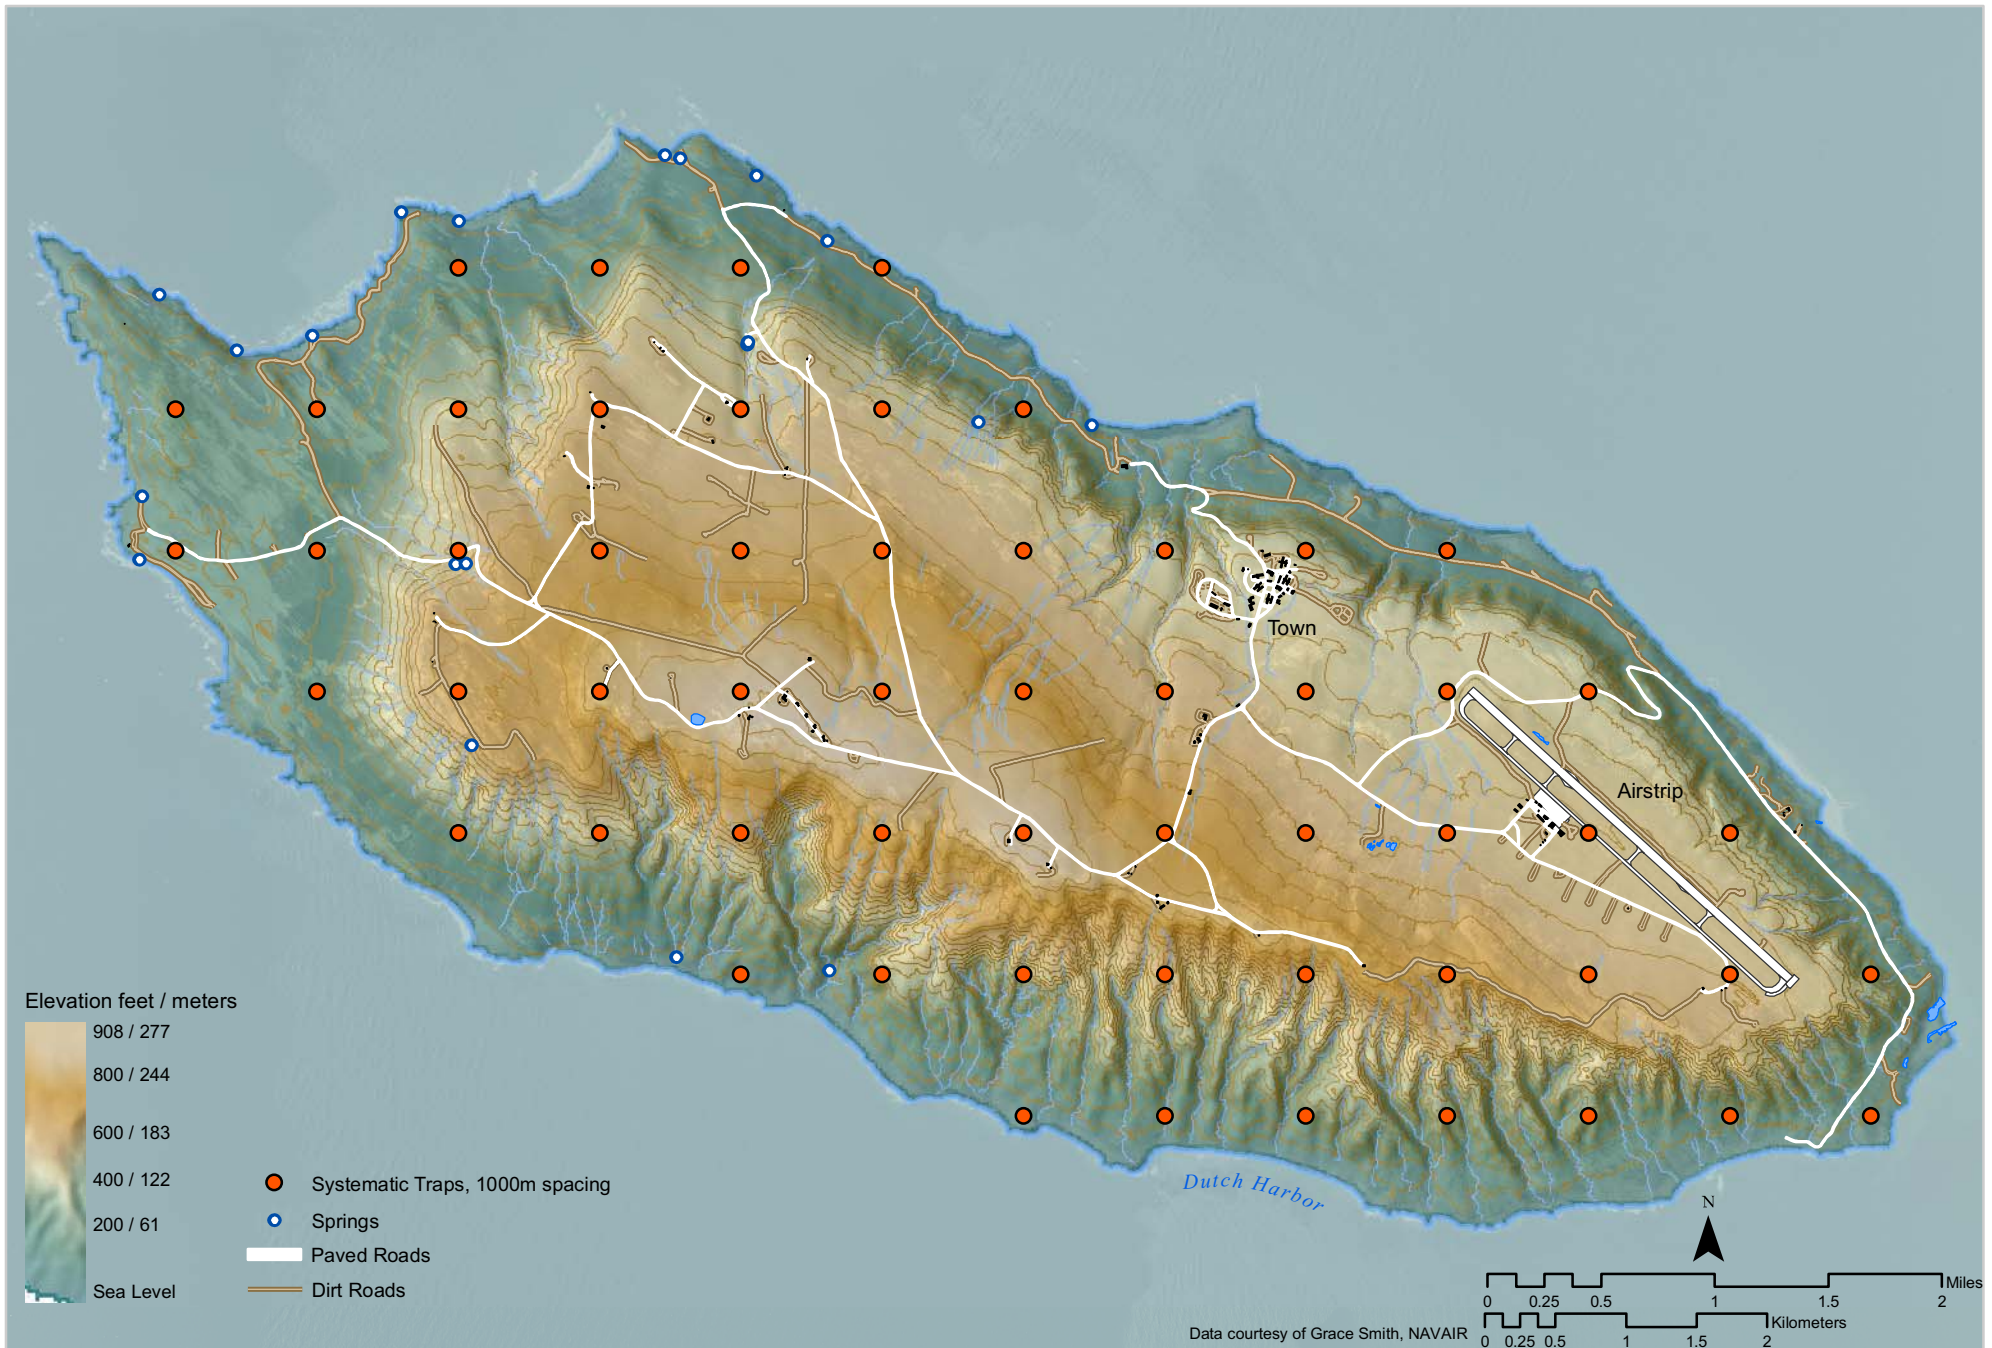 Town
Airstrip
Elevation feet / meters
908 / 277
800 / 244
600 / 183
400 / 122
200 / 61
Sea Level
Systematic Traps, 1000m spacing
Springs
Paved Roads
Dirt Roads
Dutch Harbor
N
Miles
0 0.25 0.5 1 1.5 2
Kilometers
0 0.25 0.5 1 1.5 2
Data courtesy of Grace Smith, NAVAIR